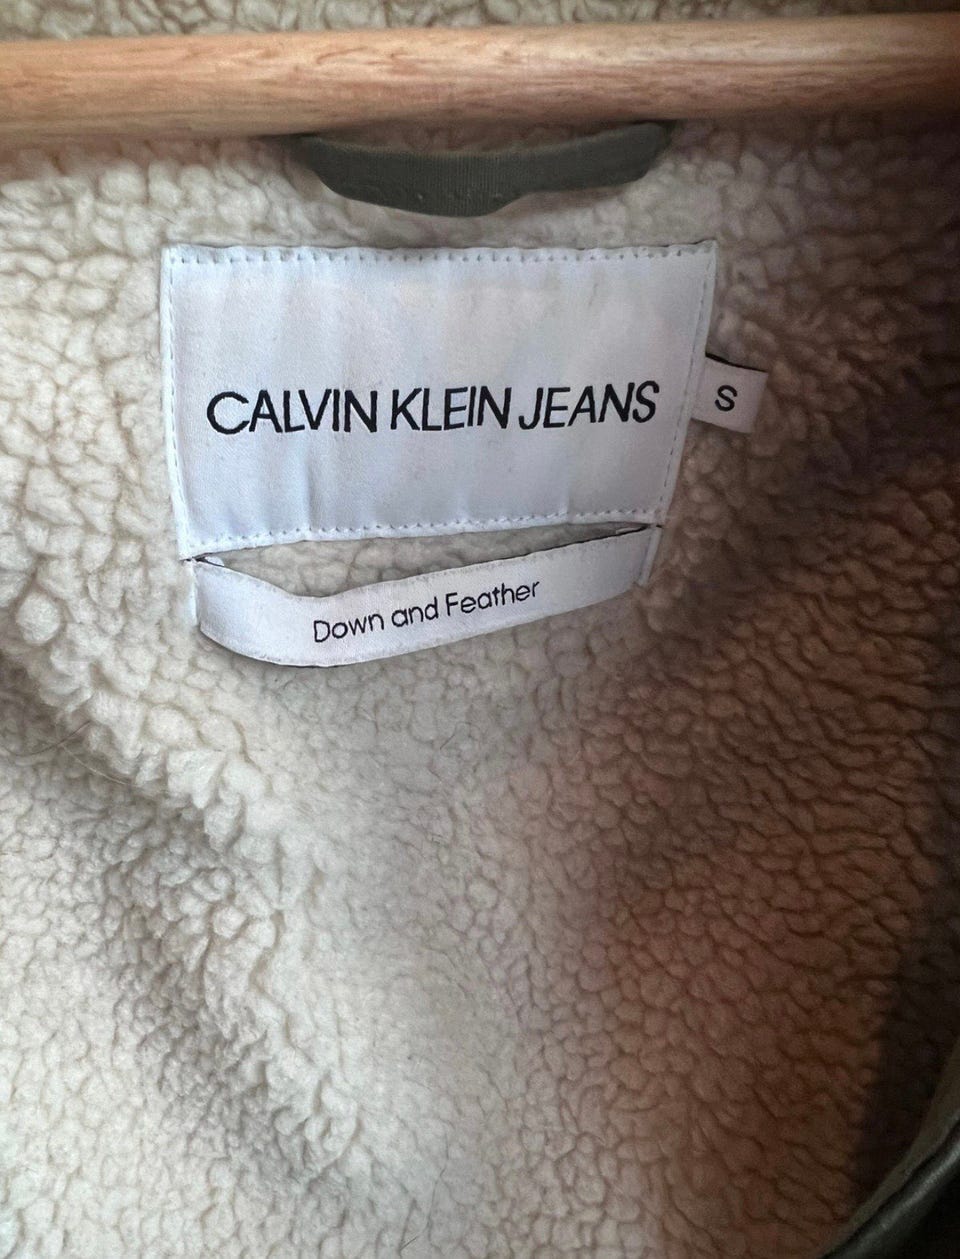 CALVIN KLEIN JEANS
S
Down and Feather